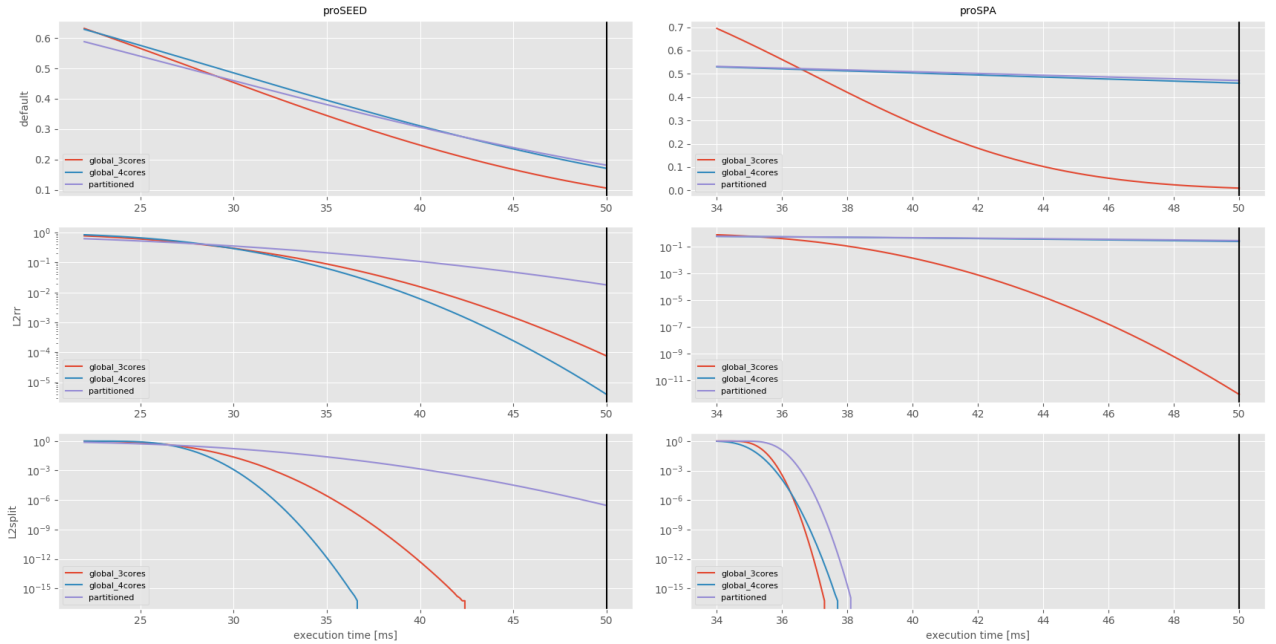 proSEED
proSPA
default
0.6
0.5
0.4
0.3
0.2
0.1
global_3cores
global_4cores
partitioned
25 30 35 40 45 50
0.7
0.6
0.5
0.4
0.3
0.2
0.1
0.0
global_3cores
global_4cores
partitioned
34 36 38 40 42 44 46 48 50
L2rr
10⁰
10⁻¹
10⁻²
10⁻³
10⁻⁴
10⁻⁵
global_3cores
global_4cores
partitioned
25 30 35 40 45 50
10⁻¹
10⁻³
10⁻⁵
10⁻⁷
10⁻⁹
10⁻¹¹
global_3cores
global_4cores
partitioned
34 36 38 40 42 44 46 48 50
L2split
10⁰
10⁻³
10⁻⁶
10⁻⁹
10⁻¹²
10⁻¹⁵
global_3cores
global_4cores
partitioned
25 30 35 40 45 50
execution time [ms]
10⁰
10⁻³
10⁻⁶
10⁻⁹
10⁻¹²
10⁻¹⁵
global_3cores
global_4cores
partitioned
34 36 38 40 42 44 46 48 50
execution time [ms]